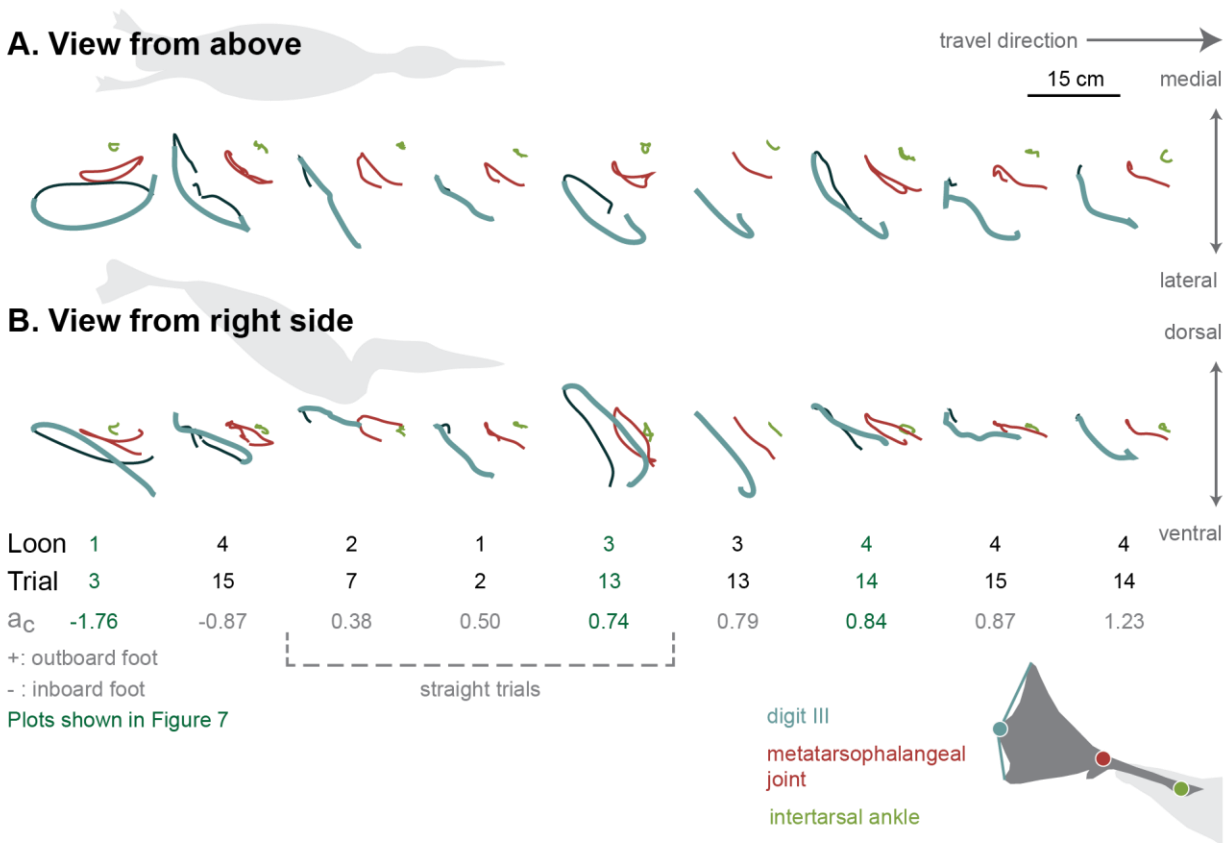 A. View from above
travel direction
15 cm
medial
lateral
B. View from right side
dorsal
ventral
Loon 1 4 2 1 3 3 4 4 4
Trial 3 15 7 2 13 13 14 15 14
ac -1.76 -0.87 0.38 0.50 0.74 0.79 0.84 0.87 1.23
+: outboard foot
- : inboard foot
straight trials
Plots shown in Figure 7
digit III
metatarsophalangeal
joint
intertarsal ankle